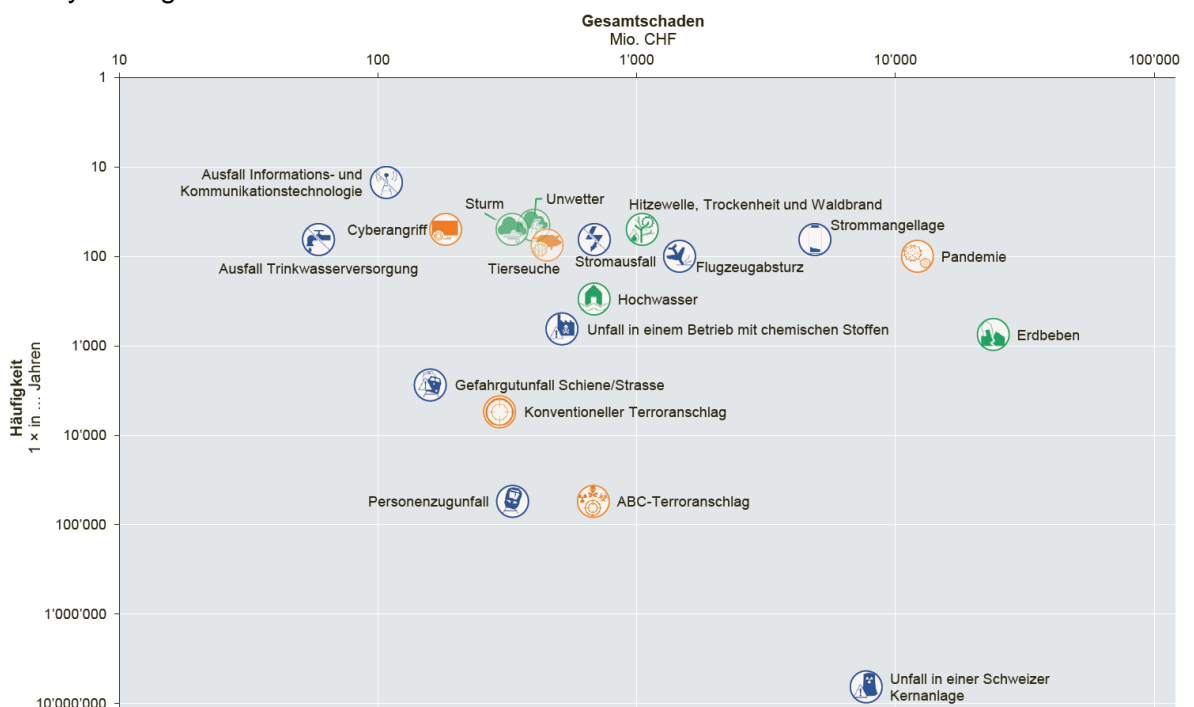 Gesamtschaden
Mio. CHF
10
100
1'000
10'000
100'000
1
10
100
1'000
10'000
100'000
1'000'000
10'000'000
Häufigkeit
1 × in ... Jahren
Ausfall Informations- und
Kommunikationstechnologie
Sturm
Unwetter
Hitzewelle, Trockenheit und Waldbrand
Cyberangriff
Strommangellage
Ausfall Trinkwasserversorgung
Tierseuche
Stromausfall
Flugzeugabsturz
Pandemie
Hochwasser
Unfall in einem Betrieb mit chemischen Stoffen
Erdbeben
Gefahrgutunfall Schiene/Strasse
Konventioneller Terroranschlag
Personenzugunfall
ABC-Terroranschlag
Unfall in einer Schweizer
Kernanlage